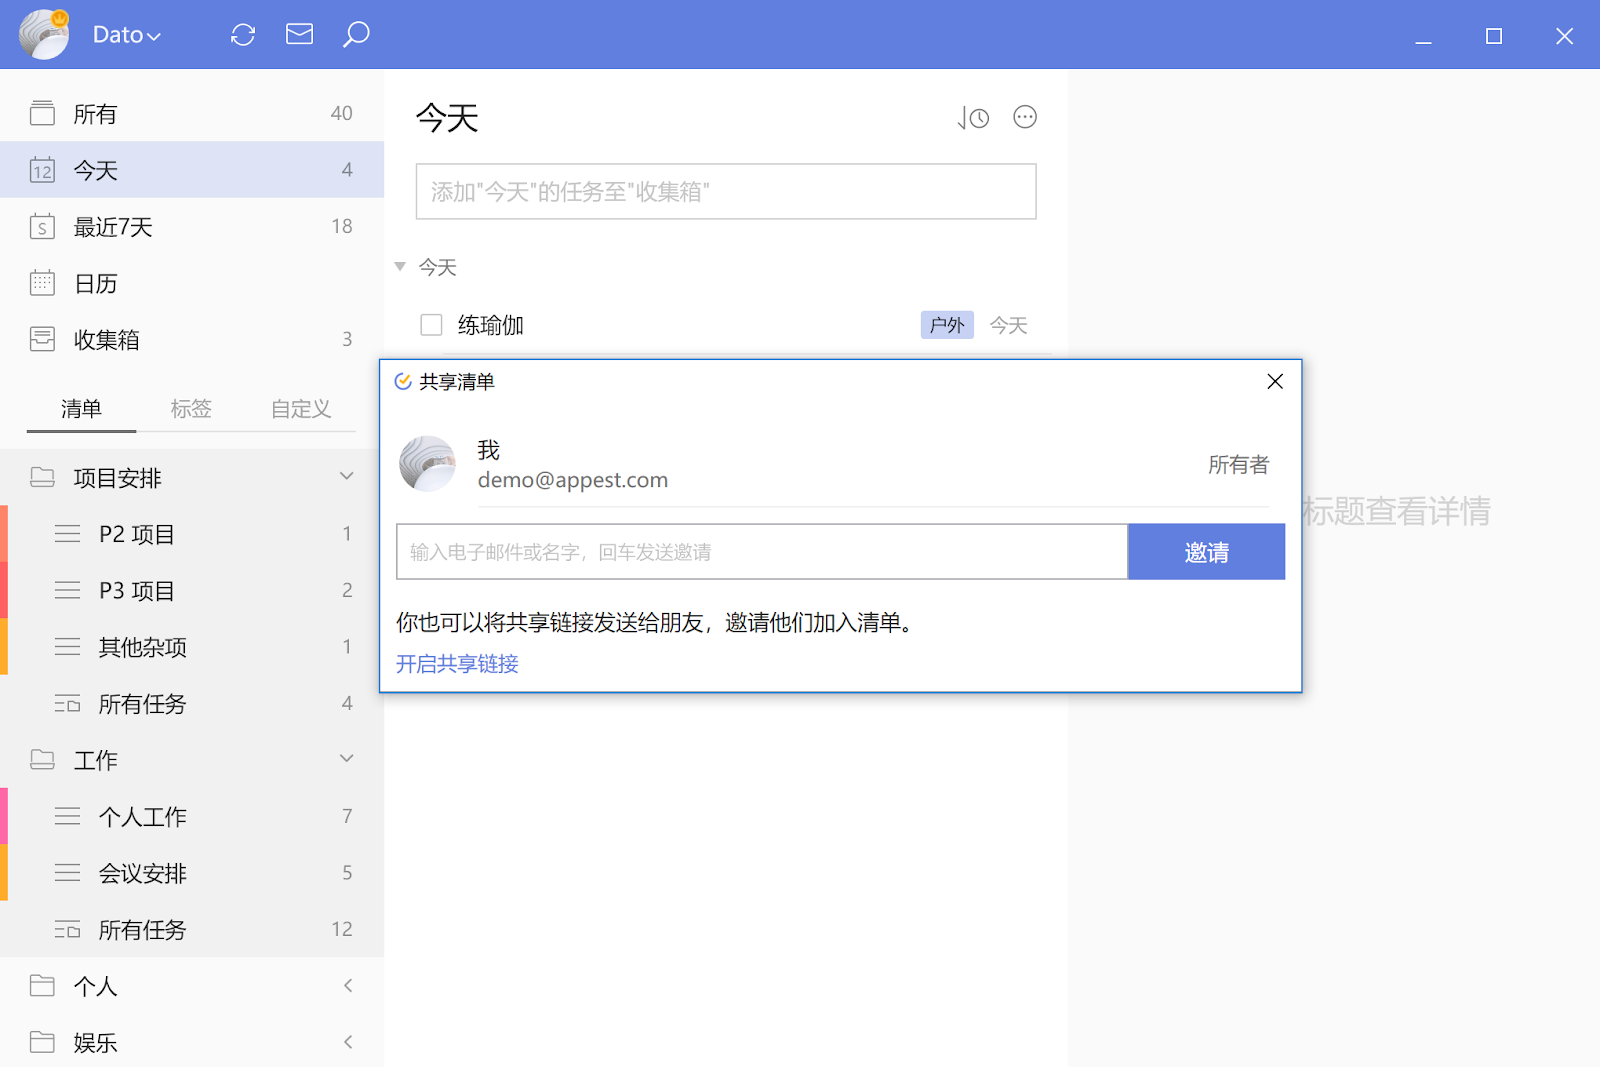 Dato
所有 40
12 今天 4
S 最近7天 18
日历
收集箱 3
清单 标签 自定义
项目安排
P2 项目 1
P3 项目 2
其他杂项 1
所有任务 4
工作
个人工作 7
会议安排 5
所有任务 12
个人
娱乐
今天
添加"今天"的任务至"收集箱"
今天
练瑜伽 户外 今天
共享清单
我
demo@appest.com
所有者
输入电子邮件或名字，回车发送邀请 邀请
你也可以将共享链接发送给朋友，邀请他们加入清单。
开启共享链接
标题查看详情